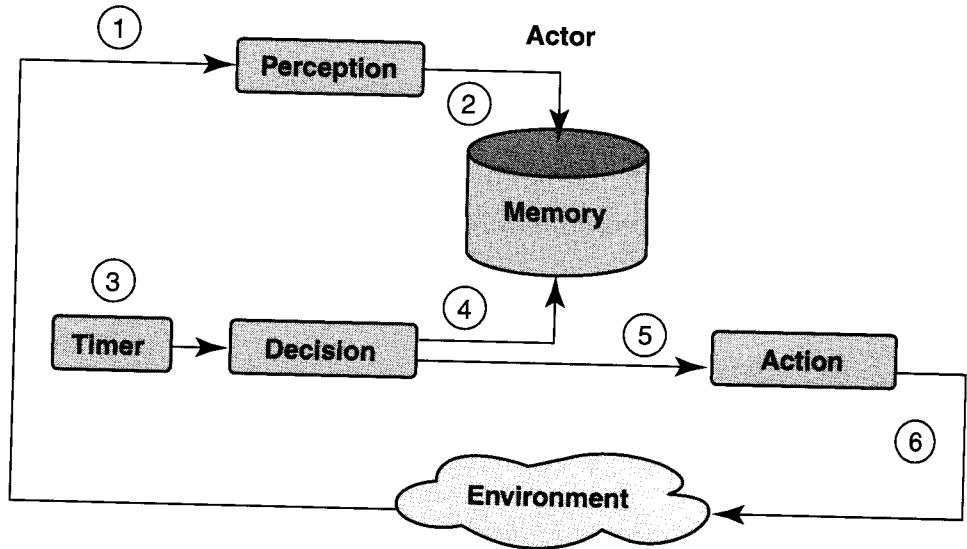 1
Actor
Perception
2
Memory
3
4
5
Timer
Decision
Action
6
Environment